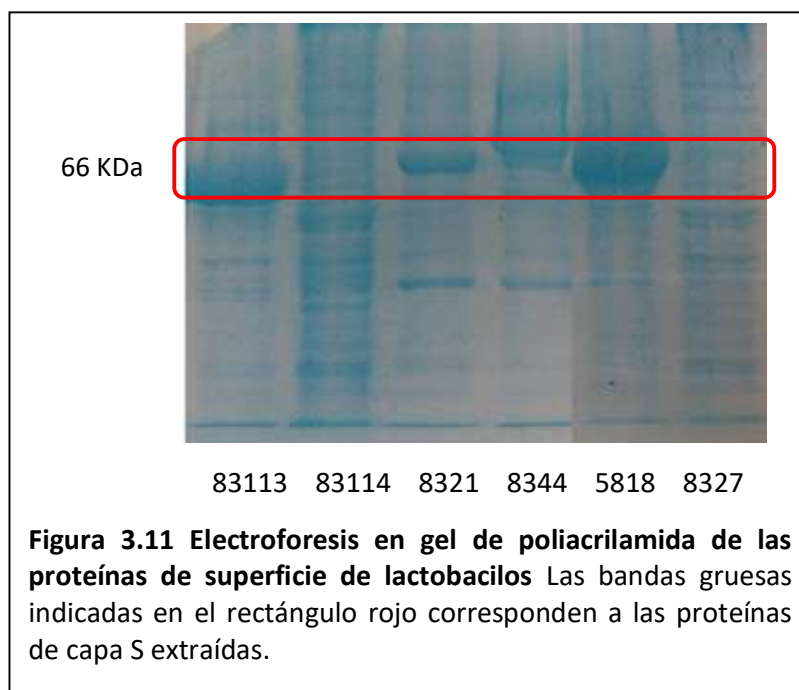 66 KDa
83113 83114 8321 8344 5818 8327
Figura 3.11 Electroforesis en gel de poliacrilamida de las
proteínas de superficie de lactobacilos Las bandas gruesas
indicadas en el rectángulo rojo corresponden a las proteínas
de capa S extraídas.